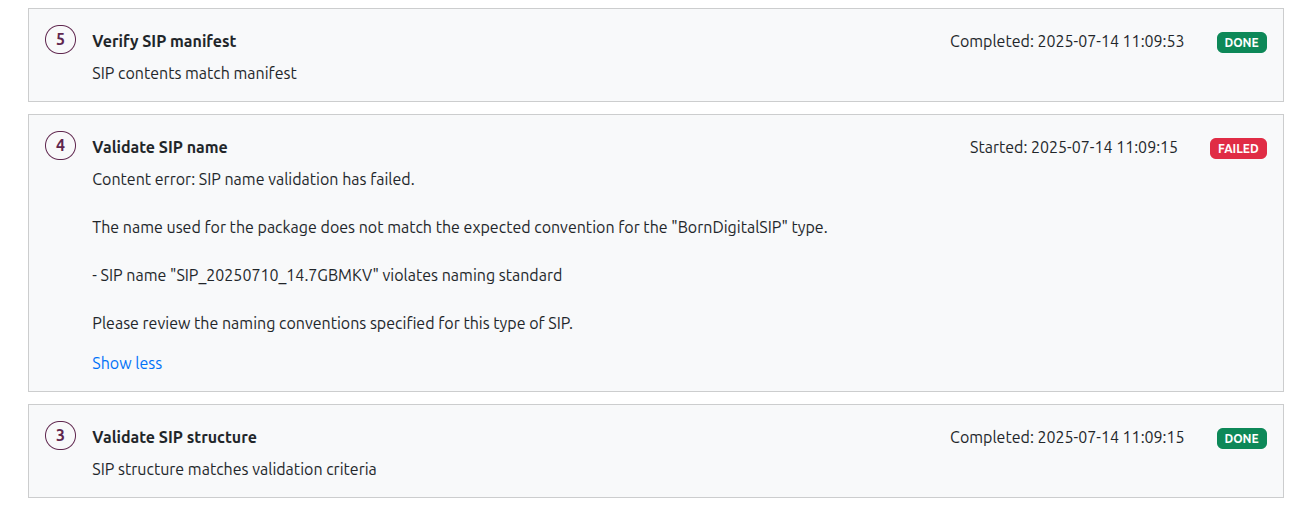 5 Verify SIP manifest Completed: 2025-07-14 11:09:53 DONE
SIP contents match manifest
4 Validate SIP name Started: 2025-07-14 11:09:15 FAILED
Content error: SIP name validation has failed.
The name used for the package does not match the expected convention for the "BornDigitalSIP" type.
- SIP name "SIP_20250710_14.7GBMKV" violates naming standard
Please review the naming conventions specified for this type of SIP.
Show less
3 Validate SIP structure Completed: 2025-07-14 11:09:15 DONE
SIP structure matches validation criteria